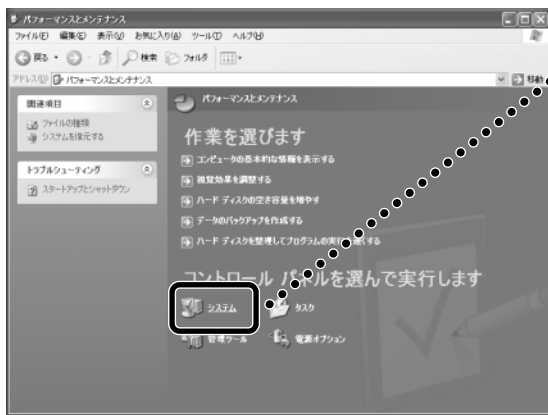 パフォーマンスとメンテナンス
ファイル(F) 編集(E) 表示(V) お気に入り(A) ツール(T) ヘルプ(H)
戻る 検索 フォルダ
アドレス(D) パフォーマンスとメンテナンス 移動
関連項目
ファイルの種類
システムを復元する
トラブルシューティング
スタートアップとシャットダウン
パフォーマンスとメンテナンス
作業を選びます
コンピュータの基本的な情報を表示する
視覚効果を調整する
ハード ディスクの空き容量を増やす
データのバックアップを作成する
ハード ディスクを整理してプログラムの実行を速くする
コントロール パネルを選んで実行します
システム タスク
管理ツール 電源オプション